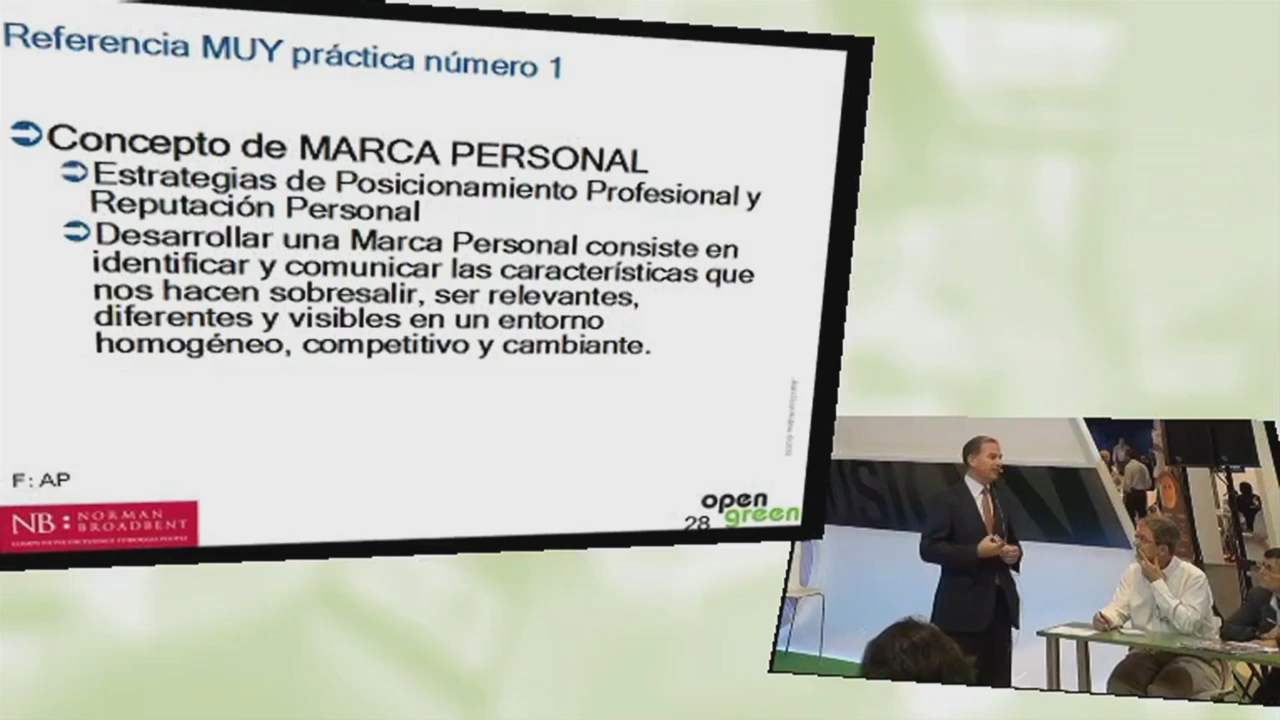 Referencia MUY práctica número 1
Concepto de MARCA PERSONAL
Estrategias de Posicionamiento Profesional y
Reputación Personal
Desarrollar una Marca Personal consiste en
identificar y comunicar las características que
nos hacen sobresalir, ser relevantes,
diferentes y visibles en un entorno
homogéneo, competitivo y cambiante.
F: AP
NB: NORMAN
BROADBENT
open
green
28